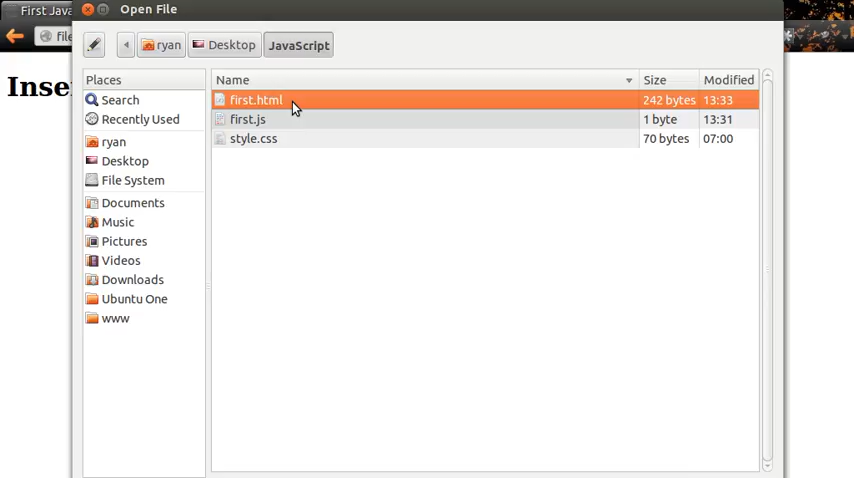 First Java
Open File
file
ryan
Desktop
JavaScript
Inse
Places
Name
Size
Modified
Search
first.html
242 bytes
13:33
Recently Used
first.js
1 byte
13:31
ryan
style.css
70 bytes
07:00
Desktop
File System
Documents
Music
Pictures
Videos
Downloads
Ubuntu One
www